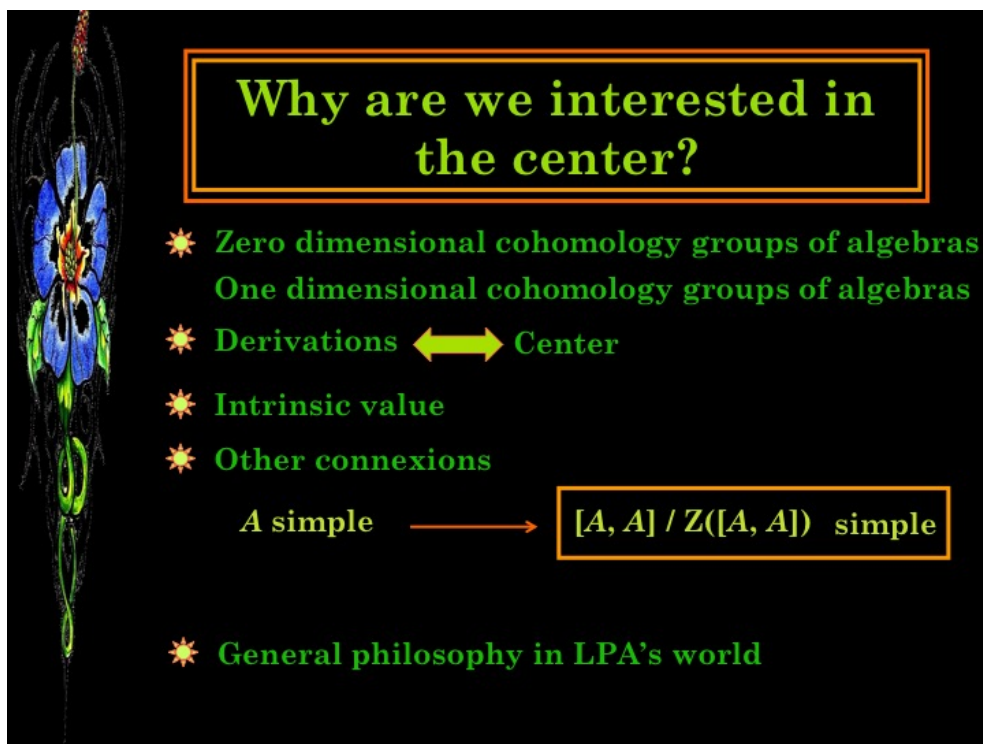 Why are we interested in
the center?
Zero dimensional cohomology groups of algebras
One dimensional cohomology groups of algebras
Derivations Center
Intrinsic value
Other connexions
A simple [A, A] / Z([A, A]) simple
General philosophy in LPA's world